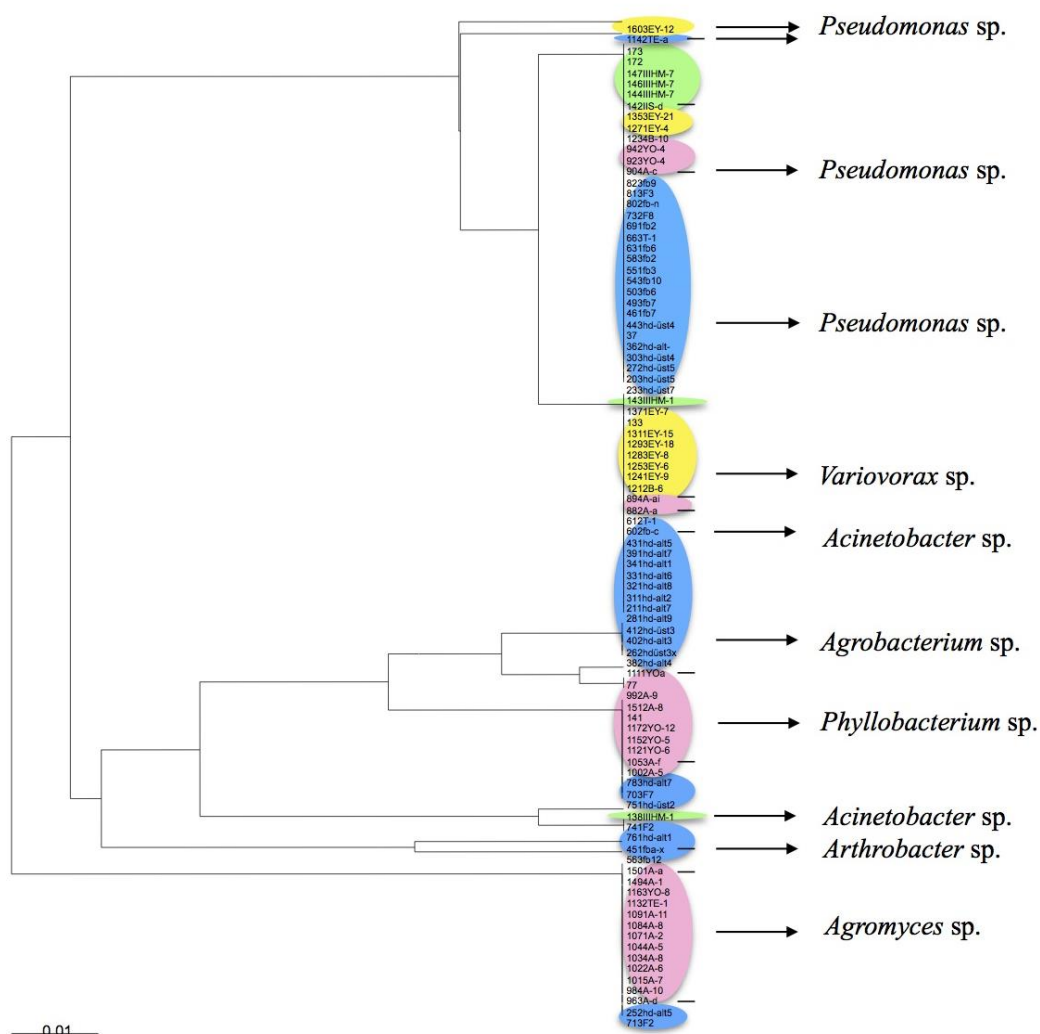 1603EY-12
Pseudomonas sp.
1142TE-a
173
172
147IIIHM-7
146IIIHM-7
144IIIHM-7
142IIS-d
1353EY-21
1271EY-4
1234B-10
942YO-4
923YO-4
904A-c
Pseudomonas sp.
823fb9
813F3
802fb-n
732F8
691fb2
663T-1
631fb6
583fb2
551fb3
543fb10
503fb6
493fb7
461fb7
443hd-üst4
Pseudomonas sp.
37
362hd-alt-
303hd-üst4
272hd-üst5
203hd-üst5
233hd-üst7
143IIIHM-1
1371EY-7
133
1311EY-15
1293EY-18
1283EY-8
1253EY-6
1241EY-9
Variovorax sp.
1212B-6
894A-ai
882A-a
612T-1
602fb-c
Acinetobacter sp.
431hd-alt5
391hd-alt7
341hd-alt1
331hd-alt6
321hd-alt8
311hd-alt2
211hd-alt7
281hd-alt9
412hd-üst3
402hd-alt3
Agrobacterium sp.
262hdüst3x
382hd-alt4
1111YOa
77
992A-9
1512A-8
141
1172YO-12
Phyllobacterium sp.
1152YO-5
1121YO-6
1053A-f
1002A-5
783hd-alt7
703F7
751hd-üst2
138IIIHM-1
Acinetobacter sp.
741F2
761hd-alt1
451fba-x
Arthrobacter sp.
563fb12
1501A-a
1494A-1
1163YO-8
1132TE-1
1091A-11
1084A-8
Agromyces sp.
1071A-2
1044A-5
1034A-8
1022A-6
1015A-7
984A-10
963A-d
252hd-alt5
713F2
0.01